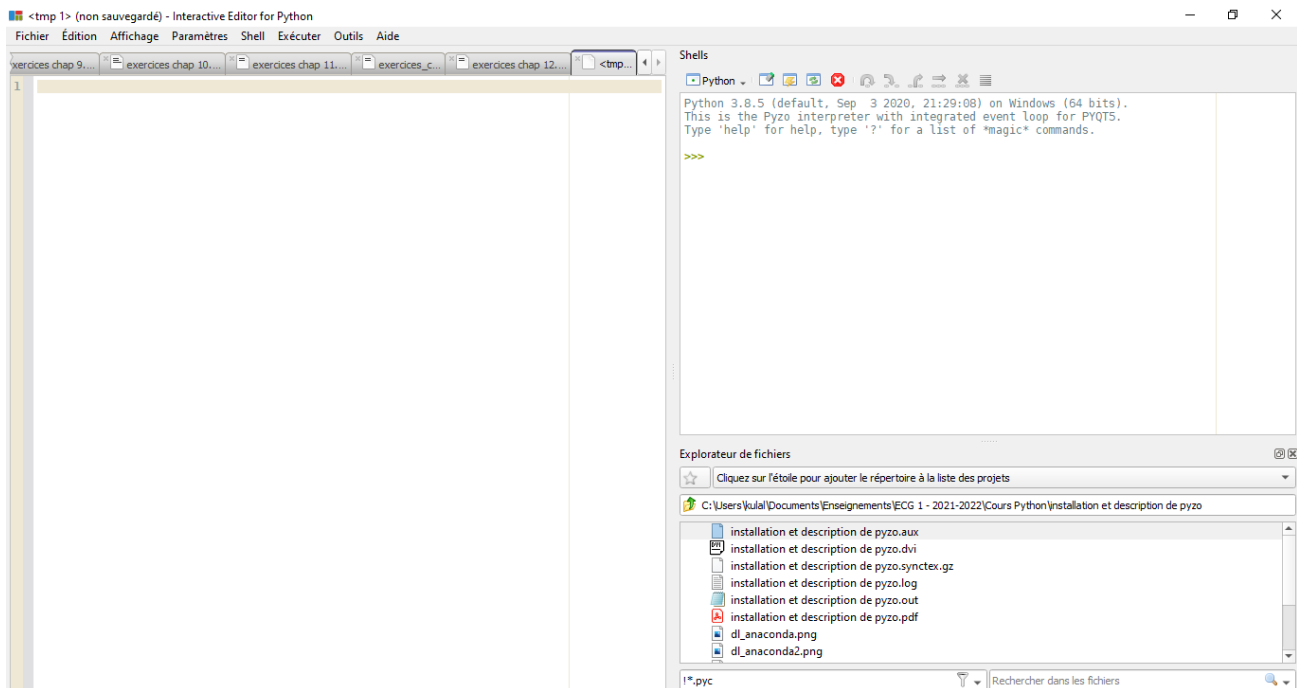 <tmp 1> (non sauvegardé) - Interactive Editor for Python
Fichier Édition Affichage Paramètres Shell Exécuter Outils Aide
xercices chap 9.... exercices chap 10.... exercices chap 11.... exercices_c... exercices chap 12.... <tmp...
1
Shells
Python
Python 3.8.5 (default, Sep  3 2020, 21:29:08) on Windows (64 bits).
This is the Pyzo interpreter with integrated event loop for PYQT5.
Type 'help' for help, type '?' for a list of *magic* commands.
>>>
Explorateur de fichiers
Cliquez sur l'étoile pour ajouter le répertoire à la liste des projets
C:\Users\kulal\Documents\Enseignements\ECG 1 - 2021-2022\Cours Python\installation et description de pyzo
installation et description de pyzo.aux
installation et description de pyzo.dvi
installation et description de pyzo.synctex.gz
installation et description de pyzo.log
installation et description de pyzo.out
installation et description de pyzo.pdf
dl_anaconda.png
dl_anaconda2.png
!*.pyc
Rechercher dans les fichiers